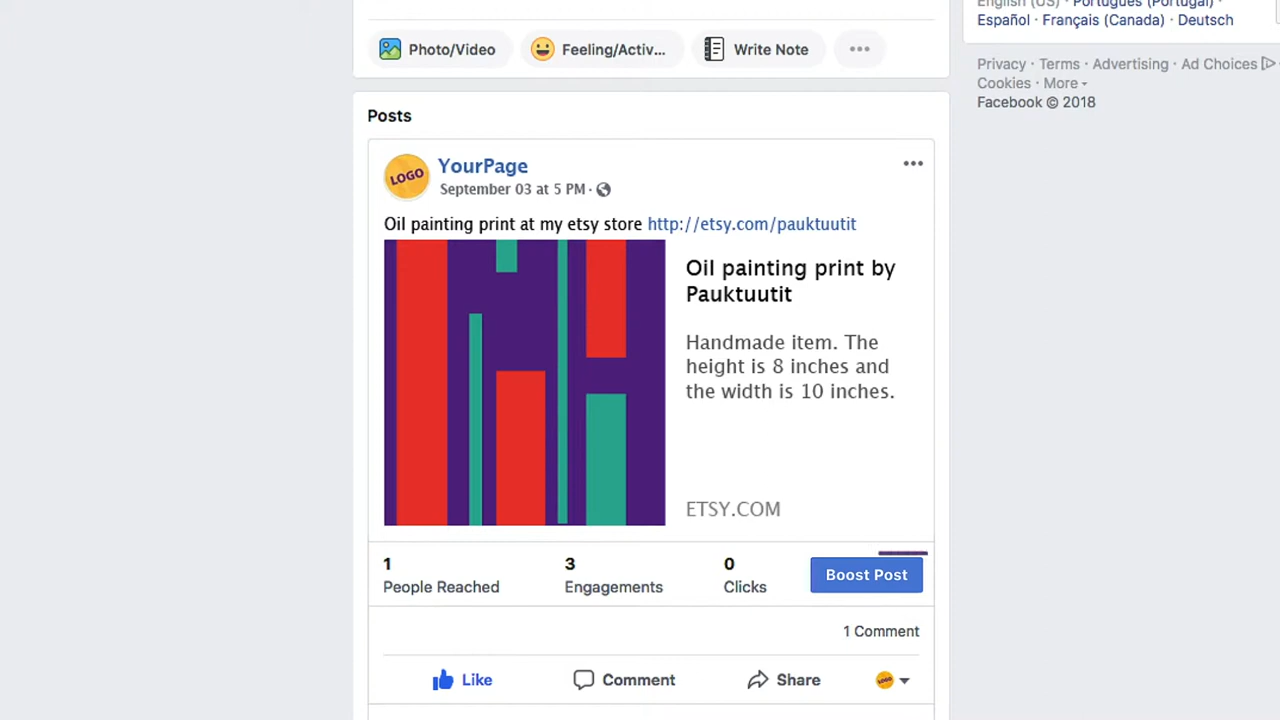 English (US) · Português (Portugal) ·
Español · Français (Canada) · Deutsch
Photo/Video
Feeling/Activ...
Write Note
Privacy · Terms · Advertising · Ad Choices
Cookies · More
Facebook © 2018
Posts
LOGO
YourPage
September 03 at 5 PM ·
Oil painting print at my etsy store http://etsy.com/pauktuutit
Oil painting print by
Pauktuutit
Handmade item. The
height is 8 inches and
the width is 10 inches.
ETSY.COM
1
People Reached
3
Engagements
0
Clicks
Boost Post
1 Comment
Like
Comment
Share
LOGO